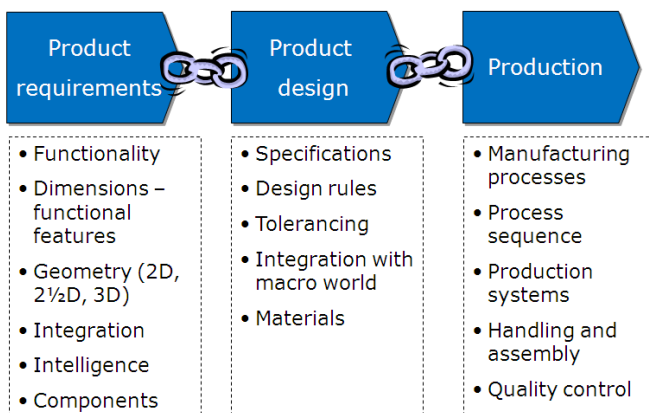 Product
requirements
Product
design
Production
• Functionality
• Dimensions –
functional
features
• Geometry (2D,
2½D, 3D)
• Integration
• Intelligence
• Components
• Specifications
• Design rules
• Tolerancing
• Integration with
macro world
• Materials
• Manufacturing
processes
• Process
sequence
• Production
systems
• Handling and
assembly
• Quality control